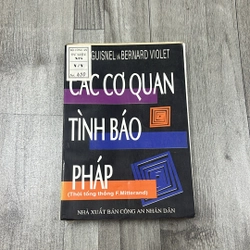 GUISNEL và BERNARD VIOLET
CÁC CƠ QUAN
TÌNH BÁO
PHÁP
(Thời tổng thống F.Mitterand)
NHÀ XUẤT BẢN CÔNG AN NHÂN DÂN